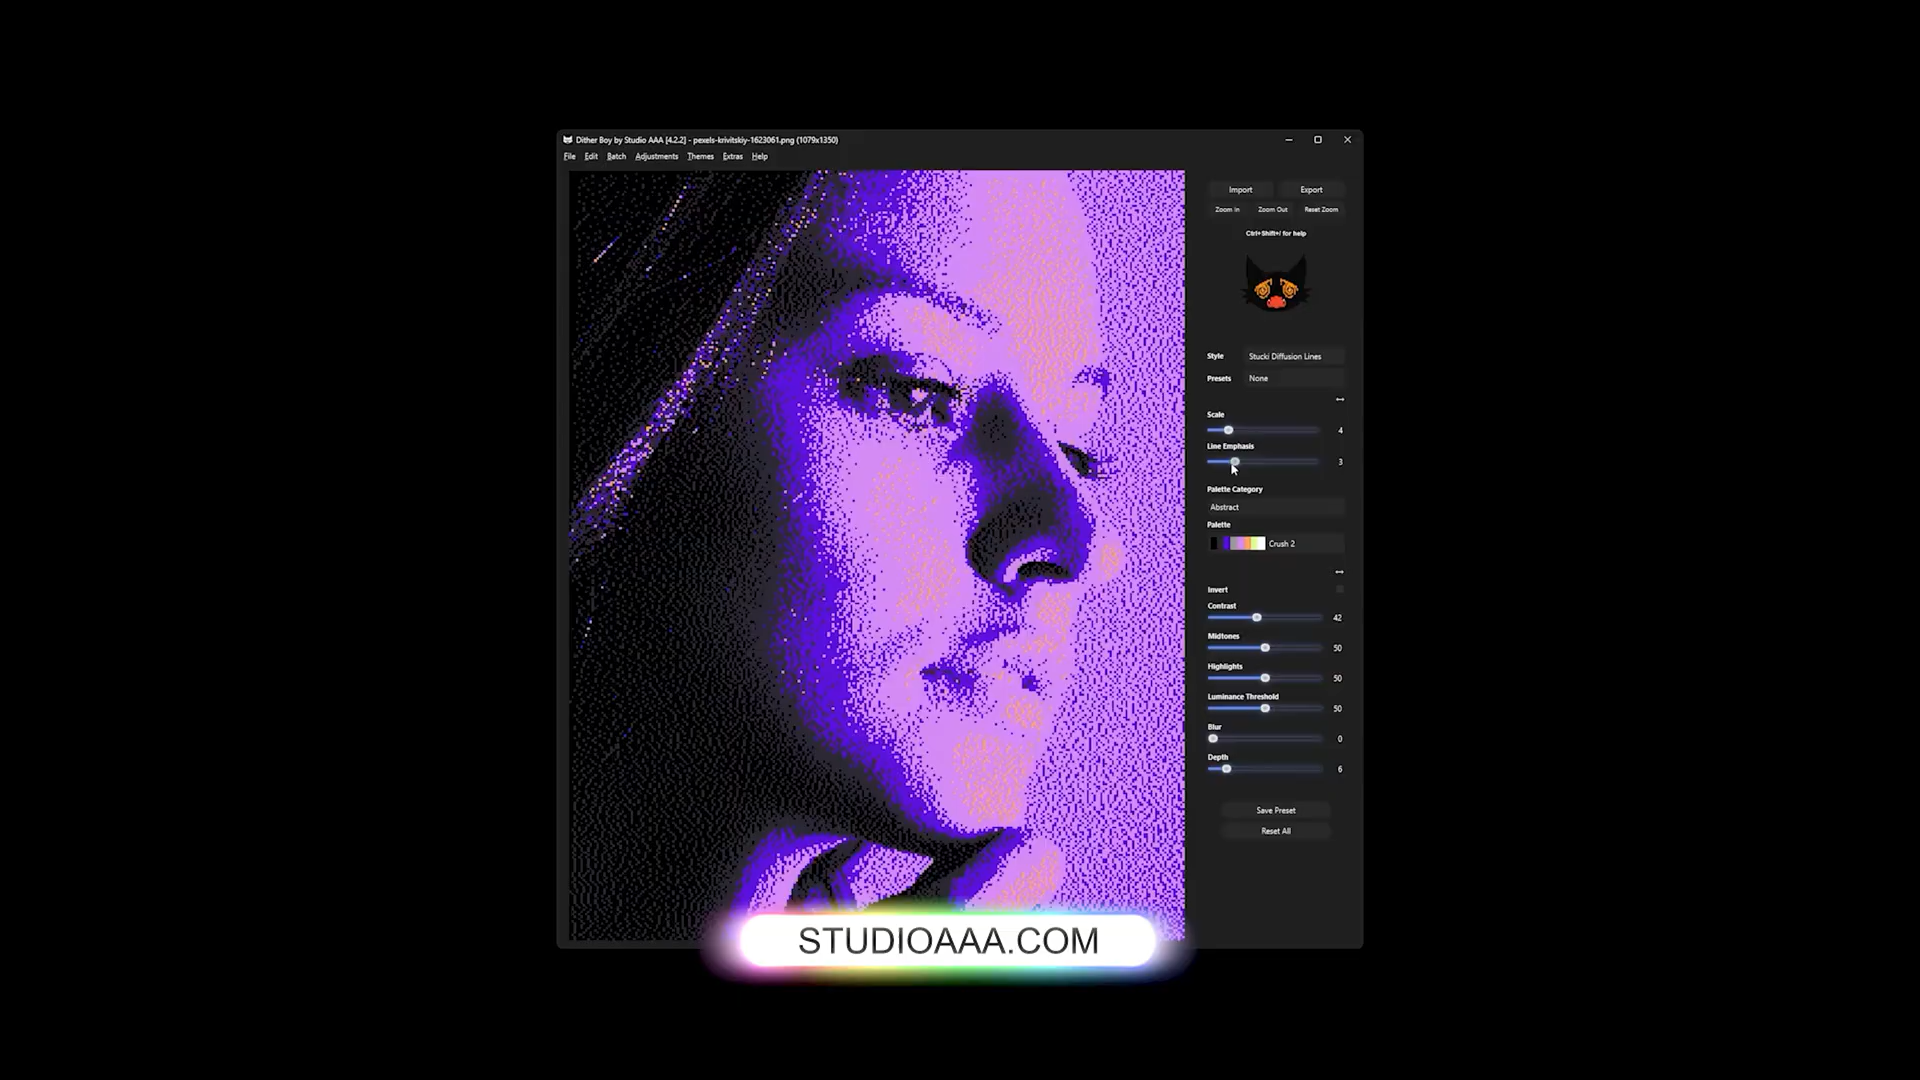 Dither Boy by Studio AAA [4.2.2] - pexels-krivitskiy-1623061.png (1079x1350)
File Edit Batch Adjustments Themes Extras Help
Import Export
Zoom In Zoom Out Reset Zoom
Ctrl+Shift+/ for help
Style Stucki Diffusion Lines
Presets None
Scale
4
Line Emphasis
3
Palette Category
Abstract
Palette
Crush 2
Invert
Contrast
42
Midtones
50
Highlights
50
Luminance Threshold
50
Blur
0
Depth
6
Save Preset
Reset All
STUDIOAAA.COM